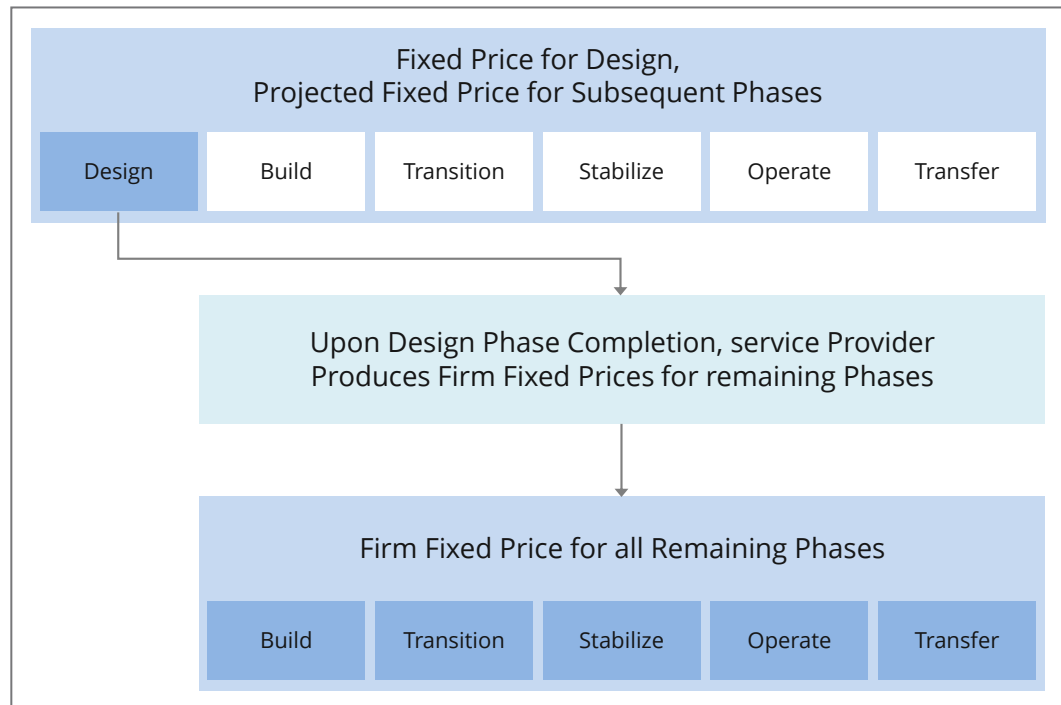 Fixed Price for Design,
Projected Fixed Price for Subsequent Phases
Design
Build
Transition
Stabilize
Operate
Transfer
Upon Design Phase Completion, service Provider
Produces Firm Fixed Prices for remaining Phases
Firm Fixed Price for all Remaining Phases
Build
Transition
Stabilize
Operate
Transfer